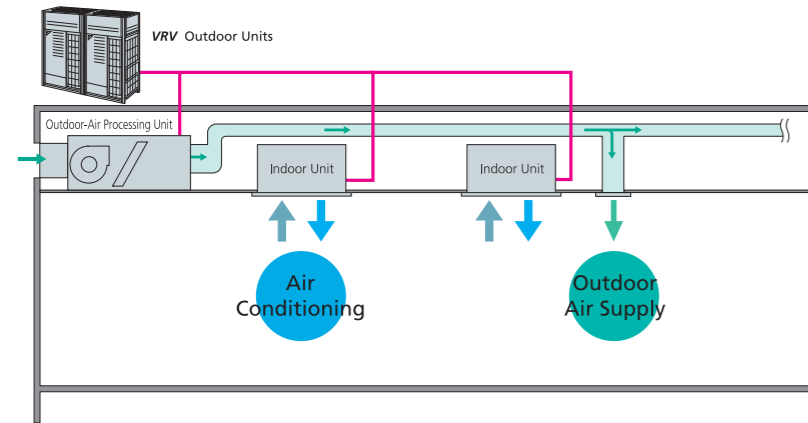 VRV Outdoor Units
Outdoor-Air Processing Unit
Indoor Unit
Indoor Unit
Air
Conditioning
Outdoor
Air Supply